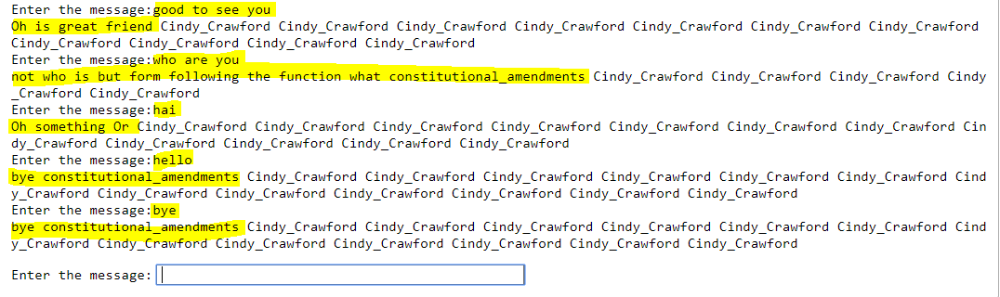 Enter the message:good to see you
Oh is great friend Cindy_Crawford Cindy_Crawford Cindy_Crawford Cindy_Crawford Cindy_Crawford Cindy_Crawford Cindy_Crawford
Cindy_Crawford Cindy_Crawford Cindy_Crawford Cindy_Crawford
Enter the message:who are you
not who is but form following the function what constitutional_amendments Cindy_Crawford Cindy_Crawford Cindy_Crawford Cindy
_Crawford Cindy_Crawford
Enter the message:hai
Oh something Or Cindy_Crawford Cindy_Crawford Cindy_Crawford Cindy_Crawford Cindy_Crawford Cindy_Crawford Cindy_Crawford Cin
dy_Crawford Cindy_Crawford Cindy_Crawford Cindy_Crawford Cindy_Crawford
Enter the message:hello
bye constitutional_amendments Cindy_Crawford Cindy_Crawford Cindy_Crawford Cindy_Crawford Cindy_Crawford Cindy_Crawford Cind
y_Crawford Cindy_Crawford Cindy_Crawford Cindy_Crawford Cindy_Crawford Cindy_Crawford Cindy_Crawford
Enter the message:bye
bye constitutional_amendments Cindy_Crawford Cindy_Crawford Cindy_Crawford Cindy_Crawford Cindy_Crawford Cindy_Crawford Cind
y_Crawford Cindy_Crawford Cindy_Crawford Cindy_Crawford Cindy_Crawford Cindy_Crawford Cindy_Crawford
Enter the message: